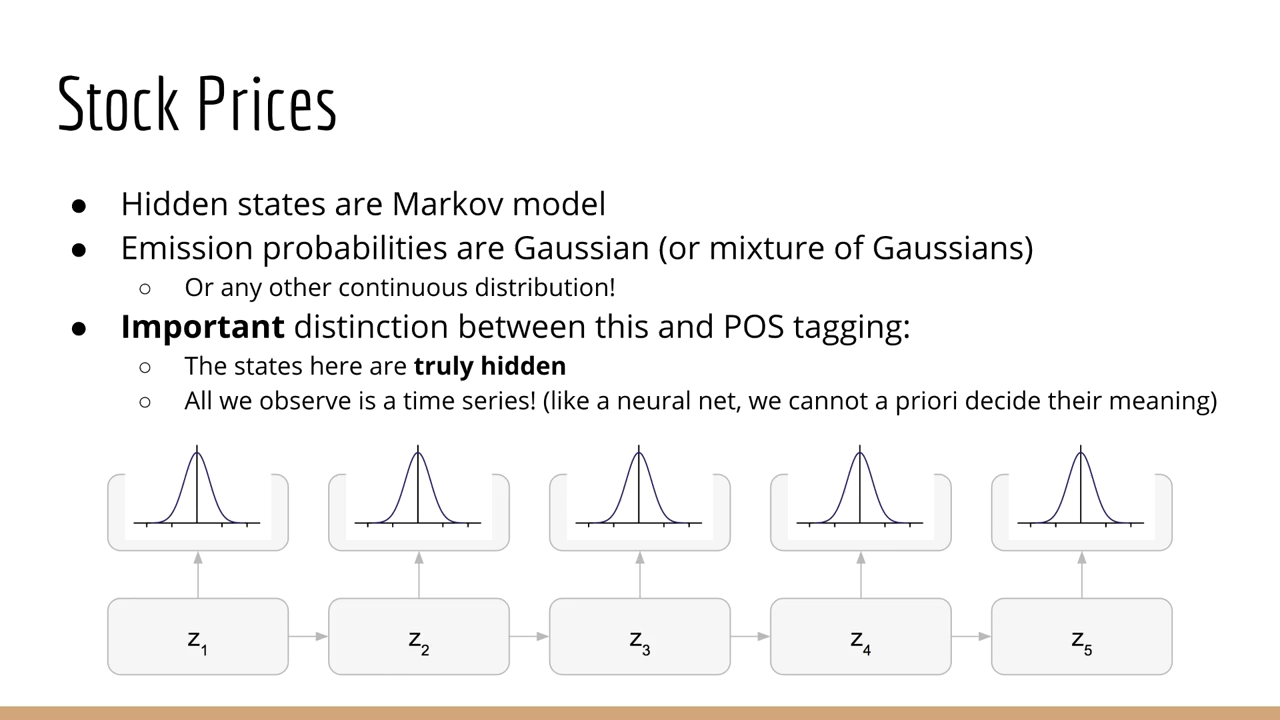 Stock Prices
● Hidden states are Markov model
● Emission probabilities are Gaussian (or mixture of Gaussians)
○ Or any other continuous distribution!
● Important distinction between this and POS tagging:
○ The states here are truly hidden
○ All we observe is a time series! (like a neural net, we cannot a priori decide their meaning)
z₁ z₂ z₃ z₄ z₅